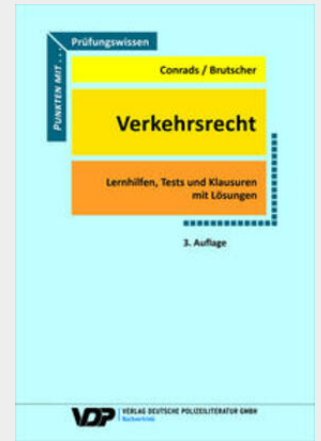 PUNKTEN MIT ...
Prüfungswissen
Conrads / Brutscher
Verkehrsrecht
Lernhilfen, Tests und Klausuren
mit Lösungen
3. Auflage
VDP
VERLAG DEUTSCHE POLIZEILITERATUR GMBH
Buchvertrieb